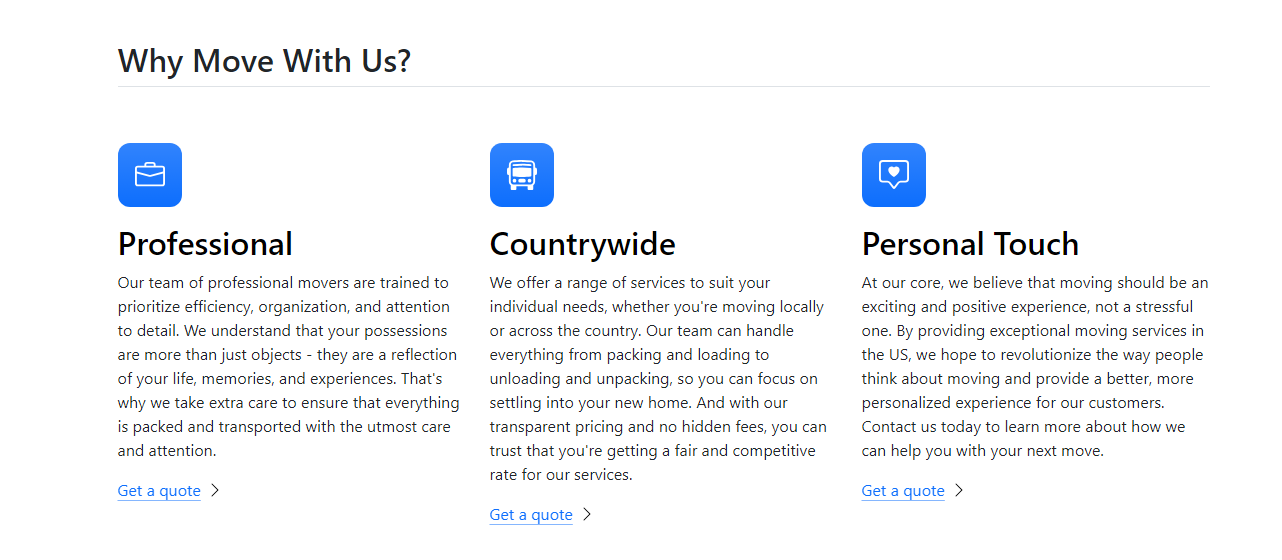 Why Move With Us?
Professional
Our team of professional movers are trained to
prioritize efficiency, organization, and attention
to detail. We understand that your possessions
are more than just objects - they are a reflection
of your life, memories, and experiences. That's
why we take extra care to ensure that everything
is packed and transported with the utmost care
and attention.
Get a quote
Countrywide
We offer a range of services to suit your
individual needs, whether you're moving locally
or across the country. Our team can handle
everything from packing and loading to
unloading and unpacking, so you can focus on
settling into your new home. And with our
transparent pricing and no hidden fees, you can
trust that you're getting a fair and competitive
rate for our services.
Get a quote
Personal Touch
At our core, we believe that moving should be an
exciting and positive experience, not a stressful
one. By providing exceptional moving services in
the US, we hope to revolutionize the way people
think about moving and provide a better, more
personalized experience for our customers.
Contact us today to learn more about how we
can help you with your next move.
Get a quote